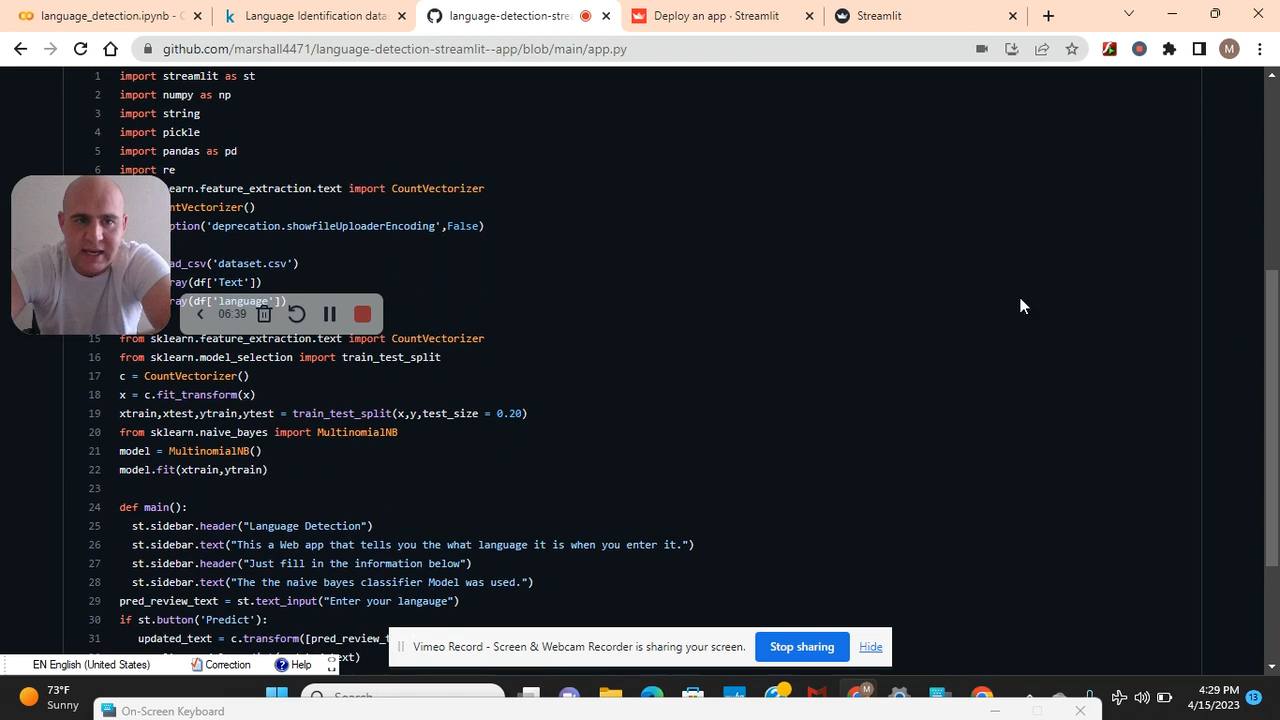 language_detection.ipynb - C
Language Identification datas
language-detection-strea
Deploy an app · Streamlit
Streamlit
github.com/marshall4471/language-detection-streamlit--app/blob/main/app.py
M
1 import streamlit as st
2 import numpy as np
3 import string
4 import pickle
5 import pandas as pd
6 import re
learn.feature_extraction.text import CountVectorizer
ntVectorizer()
ption('deprecation.showfileUploaderEncoding',False)
ad_csv('dataset.csv')
ray(df['Text'])
ray(df['language'])
06:39
15 from sklearn.feature_extraction.text import CountVectorizer
16 from sklearn.model_selection import train_test_split
17 c = CountVectorizer()
18 x = c.fit_transform(x)
19 xtrain,xtest,ytrain,ytest = train_test_split(x,y,test_size = 0.20)
20 from sklearn.naive_bayes import MultinomialNB
21 model = MultinomialNB()
22 model.fit(xtrain,ytrain)
23
24 def main():
25 st.sidebar.header("Language Detection")
26 st.sidebar.text("This a Web app that tells you the what language it is when you enter it.")
27 st.sidebar.header("Just fill in the information below")
28 st.sidebar.text("The the naive bayes classifier Model was used.")
29 pred_review_text = st.text_input("Enter your langauge")
30 if st.button('Predict'):
31 updated_text = c.transform([pred_review_t
Vimeo Record - Screen & Webcam Recorder is sharing your screen.
Stop sharing
Hide
EN English (United States)
Correction
Help
73°F
Sunny
Search
M
4:29 PM
4/15/2023
13
On-Screen Keyboard